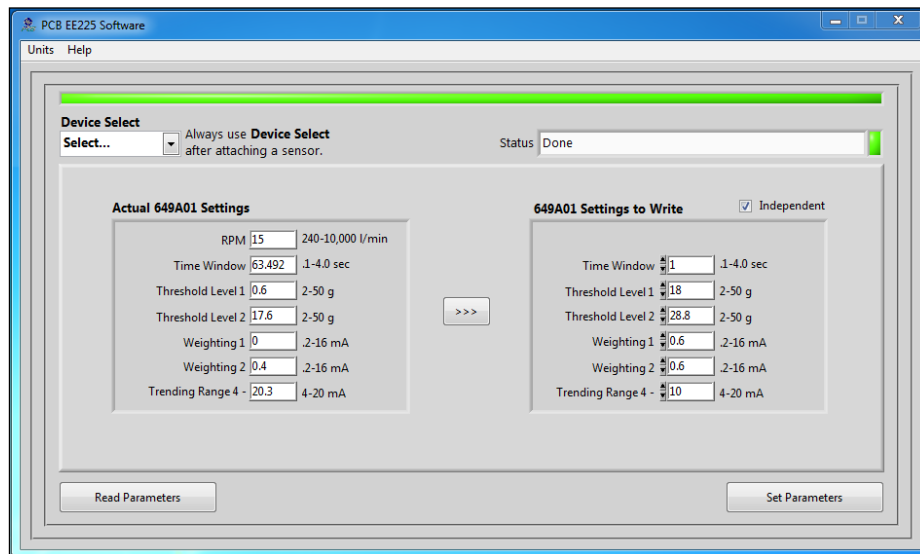 PCB EE225 Software
Units Help
Device Select
Select...
Always use Device Select
after attaching a sensor.
Status Done
Actual 649A01 Settings
RPM 15 240-10,000 l/min
Time Window 63.492 .1-4.0 sec
Threshold Level 1 0.6 2-50 g
Threshold Level 2 17.6 2-50 g
Weighting 1 0 .2-16 mA
Weighting 2 0.4 .2-16 mA
Trending Range 4 - 20.3 4-20 mA
>>>
649A01 Settings to Write
Independent
Time Window 1 .1-4.0 sec
Threshold Level 1 18 2-50 g
Threshold Level 2 28.8 2-50 g
Weighting 1 0.6 .2-16 mA
Weighting 2 0.6 .2-16 mA
Trending Range 4 - 10 4-20 mA
Read Parameters
Set Parameters